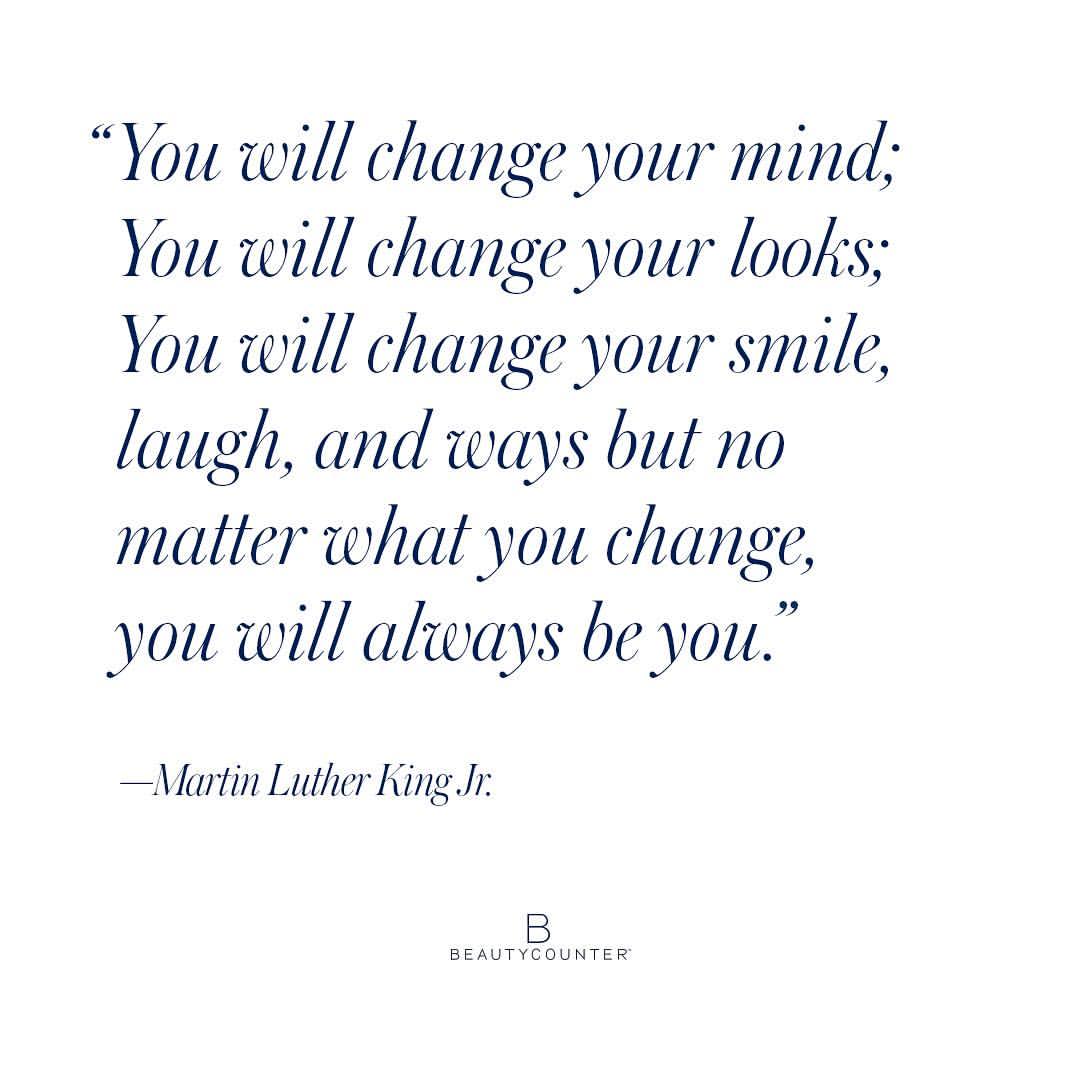 “You will change your mind;
You will change your looks;
You will change your smile,
laugh, and ways but no
matter what you change,
you will always be you.”
—Martin Luther King Jr.
B
BEAUTYCOUNTER™